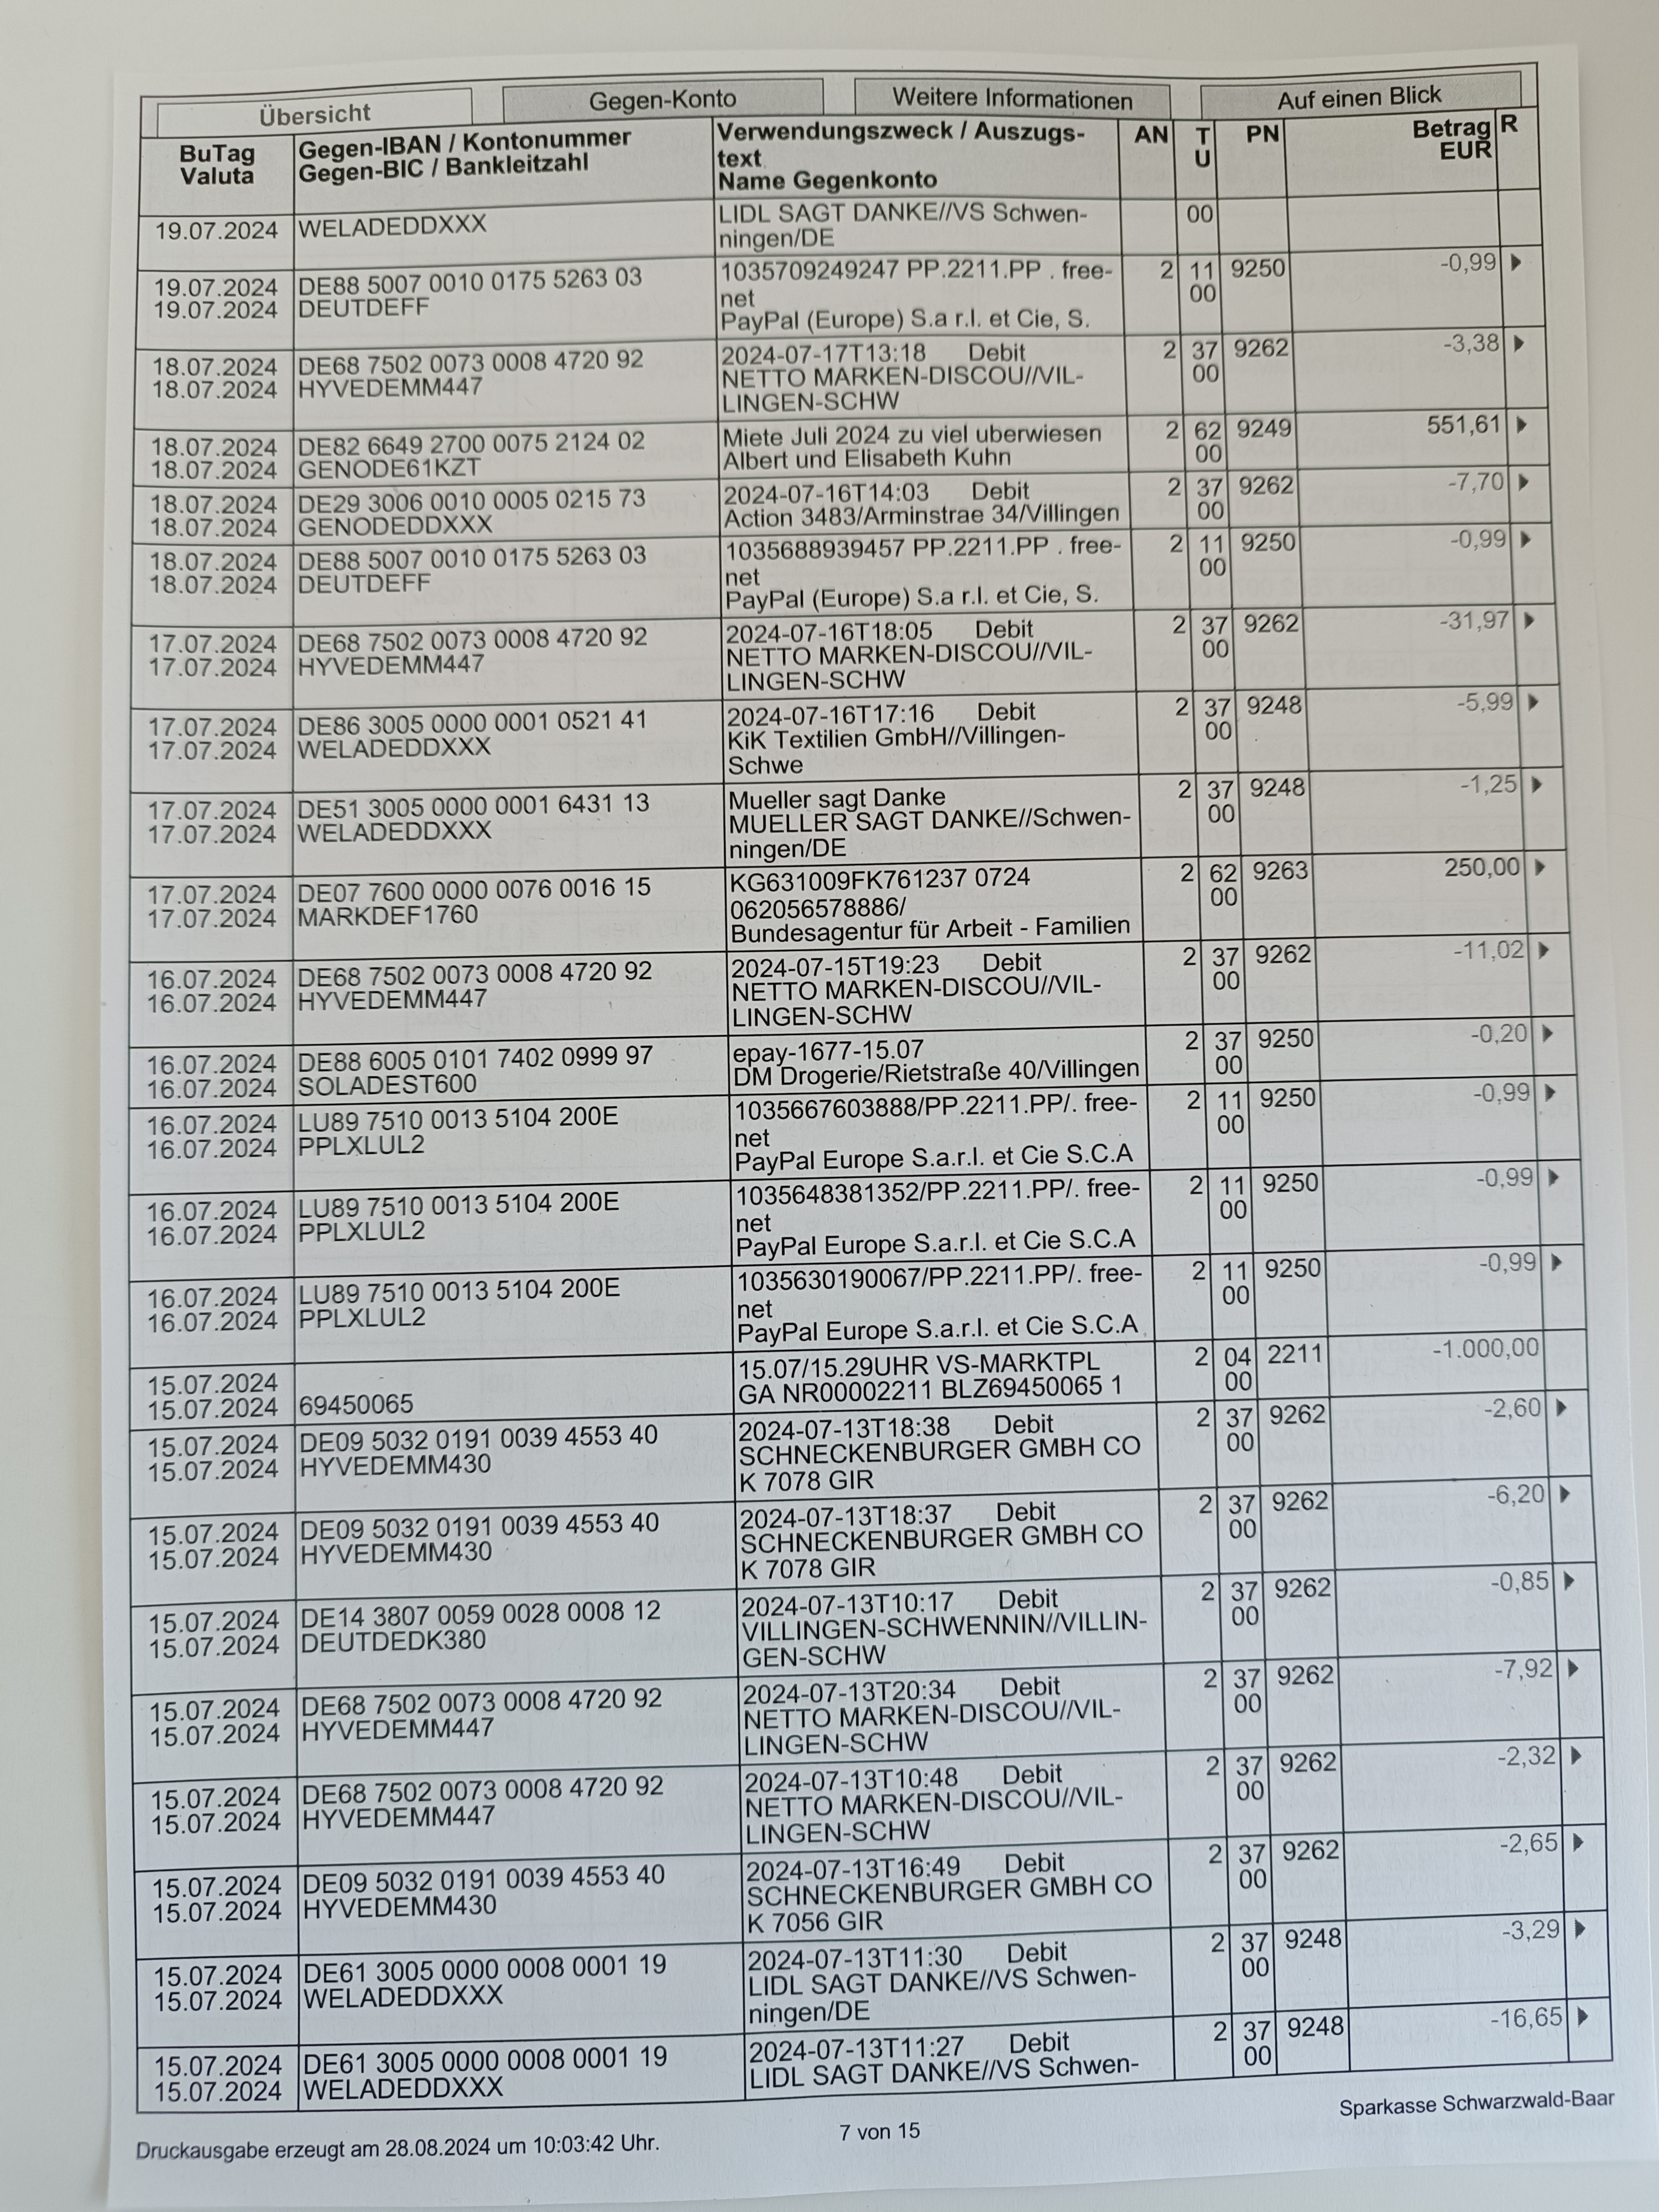 Übersicht
Gegen-Konto
Weitere Informationen
Auf einen Blick
BuTag
Valuta
Gegen-IBAN / Kontonummer
Gegen-BIC / Bankleitzahl
Verwendungszweck / Auszugs-
text
Name Gegenkonto
AN
T
U
PN
Betrag
EUR
R
19.07.2024 WELADEDDXXX LIDL SAGT DANKE//VS Schwen- 00
ningen/DE
19.07.2024 DE88 5007 0010 0175 5263 03 1035709249247 PP.2211.PP . free- 2 11 9250 -0,99
19.07.2024 DEUTDEFF net 00
PayPal (Europe) S.a r.l. et Cie, S.
18.07.2024 DE68 7502 0073 0008 4720 92 2024-07-17T13:18 Debit 2 37 9262 -3,38
18.07.2024 HYVEDEMM447 NETTO MARKEN-DISCOU//VIL- 00
LINGEN-SCHW
18.07.2024 DE82 6649 2700 0075 2124 02 Miete Juli 2024 zu viel uberwiesen 2 62 9249 551,61
18.07.2024 GENODE61KZT Albert und Elisabeth Kuhn 00
18.07.2024 DE29 3006 0010 0005 0215 73 2024-07-16T14:03 Debit 2 37 9262 -7,70
18.07.2024 GENODEDDXXX Action 3483/Arminstrae 34/Villingen 00
18.07.2024 DE88 5007 0010 0175 5263 03 1035688939457 PP.2211.PP . free- 2 11 9250 -0,99
18.07.2024 DEUTDEFF net 00
PayPal (Europe) S.a r.l. et Cie, S.
17.07.2024 DE68 7502 0073 0008 4720 92 2024-07-16T18:05 Debit 2 37 9262 -31,97
17.07.2024 HYVEDEMM447 NETTO MARKEN-DISCOU//VIL- 00
LINGEN-SCHW
17.07.2024 DE86 3005 0000 0001 0521 41 2024-07-16T17:16 Debit 2 37 9248 -5,99
17.07.2024 WELADEDDXXX KiK Textilien GmbH//Villingen- 00
Schwe
17.07.2024 DE51 3005 0000 0001 6431 13 Mueller sagt Danke 2 37 9248 -1,25
17.07.2024 WELADEDDXXX MUELLER SAGT DANKE//Schwen- 00
ningen/DE
17.07.2024 DE07 7600 0000 0076 0016 15 KG631009FK761237 0724 2 62 9263 250,00
17.07.2024 MARKDEF1760 062056578886/ 00
Bundesagentur für Arbeit - Familien
16.07.2024 DE68 7502 0073 0008 4720 92 2024-07-15T19:23 Debit 2 37 9262 -11,02
16.07.2024 HYVEDEMM447 NETTO MARKEN-DISCOU//VIL- 00
LINGEN-SCHW
16.07.2024 DE88 6005 0101 7402 0999 97 epay-1677-15.07 2 37 9250 -0,20
16.07.2024 SOLADEST600 DM Drogerie/Rietstraße 40/Villingen 00
16.07.2024 LU89 7510 0013 5104 200E 1035667603888/PP.2211.PP/. free- 2 11 9250 -0,99
16.07.2024 PPLXLUL2 net 00
PayPal Europe S.a.r.l. et Cie S.C.A
16.07.2024 LU89 7510 0013 5104 200E 1035648381352/PP.2211.PP/. free- 2 11 9250 -0,99
16.07.2024 PPLXLUL2 net 00
PayPal Europe S.a.r.l. et Cie S.C.A
16.07.2024 LU89 7510 0013 5104 200E 1035630190067/PP.2211.PP/. free- 2 11 9250 -0,99
16.07.2024 PPLXLUL2 net 00
PayPal Europe S.a.r.l. et Cie S.C.A
15.07.2024 15.07/15.29UHR VS-MARKTPL 2 04 2211 -1.000,00
15.07.2024 69450065 GA NR00002211 BLZ69450065 1 00
15.07.2024 DE09 5032 0191 0039 4553 40 2024-07-13T18:38 Debit 2 37 9262 -2,60
15.07.2024 HYVEDEMM430 SCHNECKENBURGER GMBH CO 00
K 7078 GIR
15.07.2024 DE09 5032 0191 0039 4553 40 2024-07-13T18:37 Debit 2 37 9262 -6,20
15.07.2024 HYVEDEMM430 SCHNECKENBURGER GMBH CO 00
K 7078 GIR
15.07.2024 DE14 3807 0059 0028 0008 12 2024-07-13T10:17 Debit 2 37 9262 -0,85
15.07.2024 DEUTDEDK380 VILLINGEN-SCHWENNIN//VILLIN- 00
GEN-SCHW
15.07.2024 DE68 7502 0073 0008 4720 92 2024-07-13T20:34 Debit 2 37 9262 -7,92
15.07.2024 HYVEDEMM447 NETTO MARKEN-DISCOU//VIL- 00
LINGEN-SCHW
15.07.2024 DE68 7502 0073 0008 4720 92 2024-07-13T10:48 Debit 2 37 9262 -2,32
15.07.2024 HYVEDEMM447 NETTO MARKEN-DISCOU//VIL- 00
LINGEN-SCHW
15.07.2024 DE09 5032 0191 0039 4553 40 2024-07-13T16:49 Debit 2 37 9262 -2,65
15.07.2024 HYVEDEMM430 SCHNECKENBURGER GMBH CO 00
K 7056 GIR
15.07.2024 DE61 3005 0000 0008 0001 19 2024-07-13T11:30 Debit 2 37 9248 -3,29
15.07.2024 WELADEDDXXX LIDL SAGT DANKE//VS Schwen- 00
ningen/DE
15.07.2024 DE61 3005 0000 0008 0001 19 2024-07-13T11:27 Debit 2 37 9248 -16,65
15.07.2024 WELADEDDXXX LIDL SAGT DANKE//VS Schwen- 00
Sparkasse Schwarzwald-Baar
Druckausgabe erzeugt am 28.08.2024 um 10:03:42 Uhr.
7 von 15